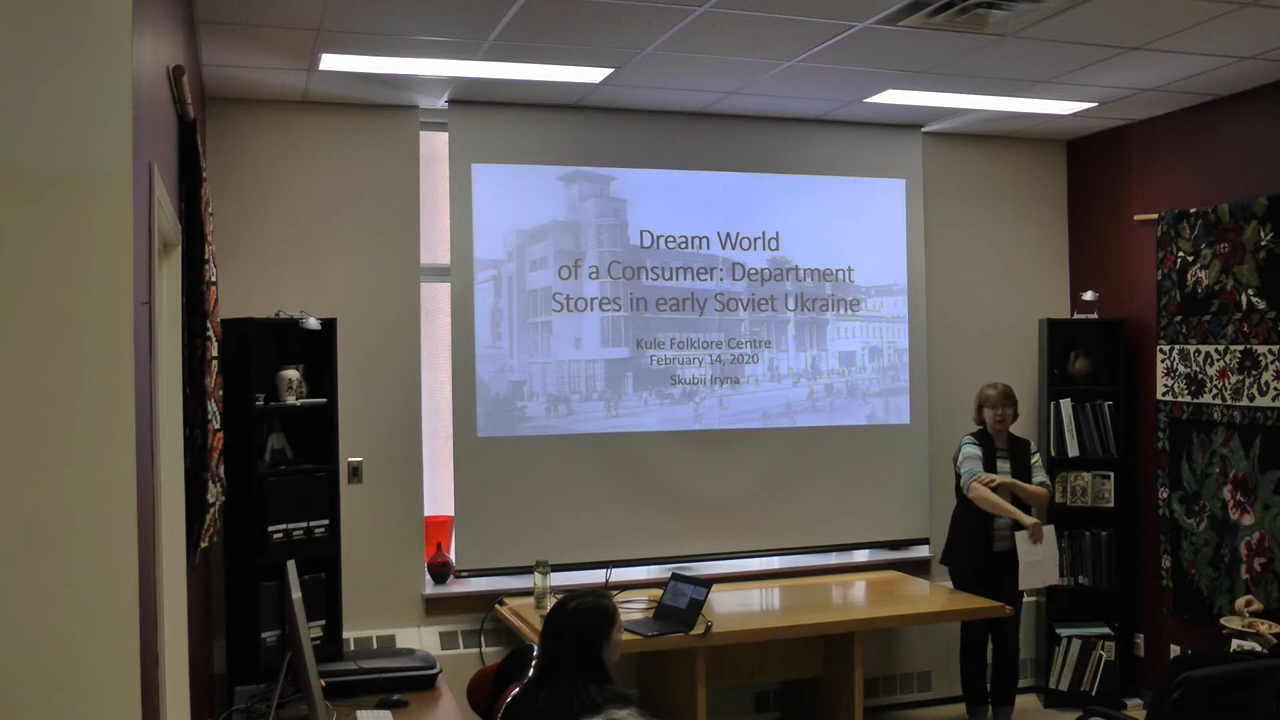 Dream World
of a Consumer: Department
Stores in early Soviet Ukraine
Kule Folklore Centre
February 14, 2020
Skubii Iryna